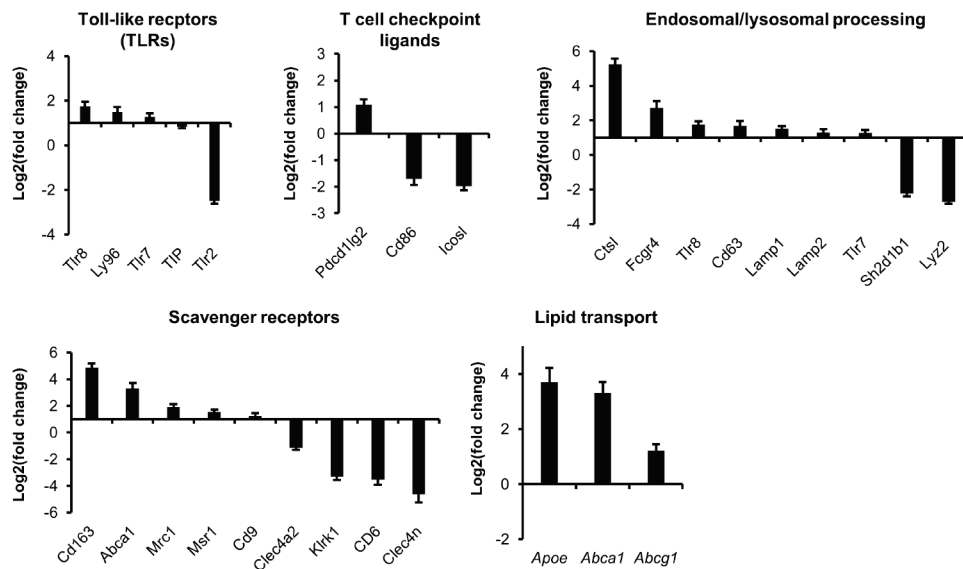 Toll-like recptors
(TLRs)
Log2(fold change)
4
2
0
-2
-4
Tlr8
Ly96
Tlr7
TIP
Tlr2
T cell checkpoint
ligands
Log2(fold change)
3
2
1
0
-1
-2
-3
Pdcd1lg2
Cd86
Icosl
Endosomal/lysosomal processing
Log2(fold change)
6
4
2
0
-2
-4
Ctsl
Fcgr4
Tlr8
Cd63
Lamp1
Lamp2
Tlr7
Sh2d1b1
Lyz2
Scavenger receptors
Log2(fold change)
6
4
2
0
-2
-4
-6
Cd163
Abca1
Mrc1
Msr1
Cd9
Clec4a2
Klrk1
CD6
Clec4n
Lipid transport
Log2(fold change)
4
2
0
-2
Apoe
Abca1
Abcg1